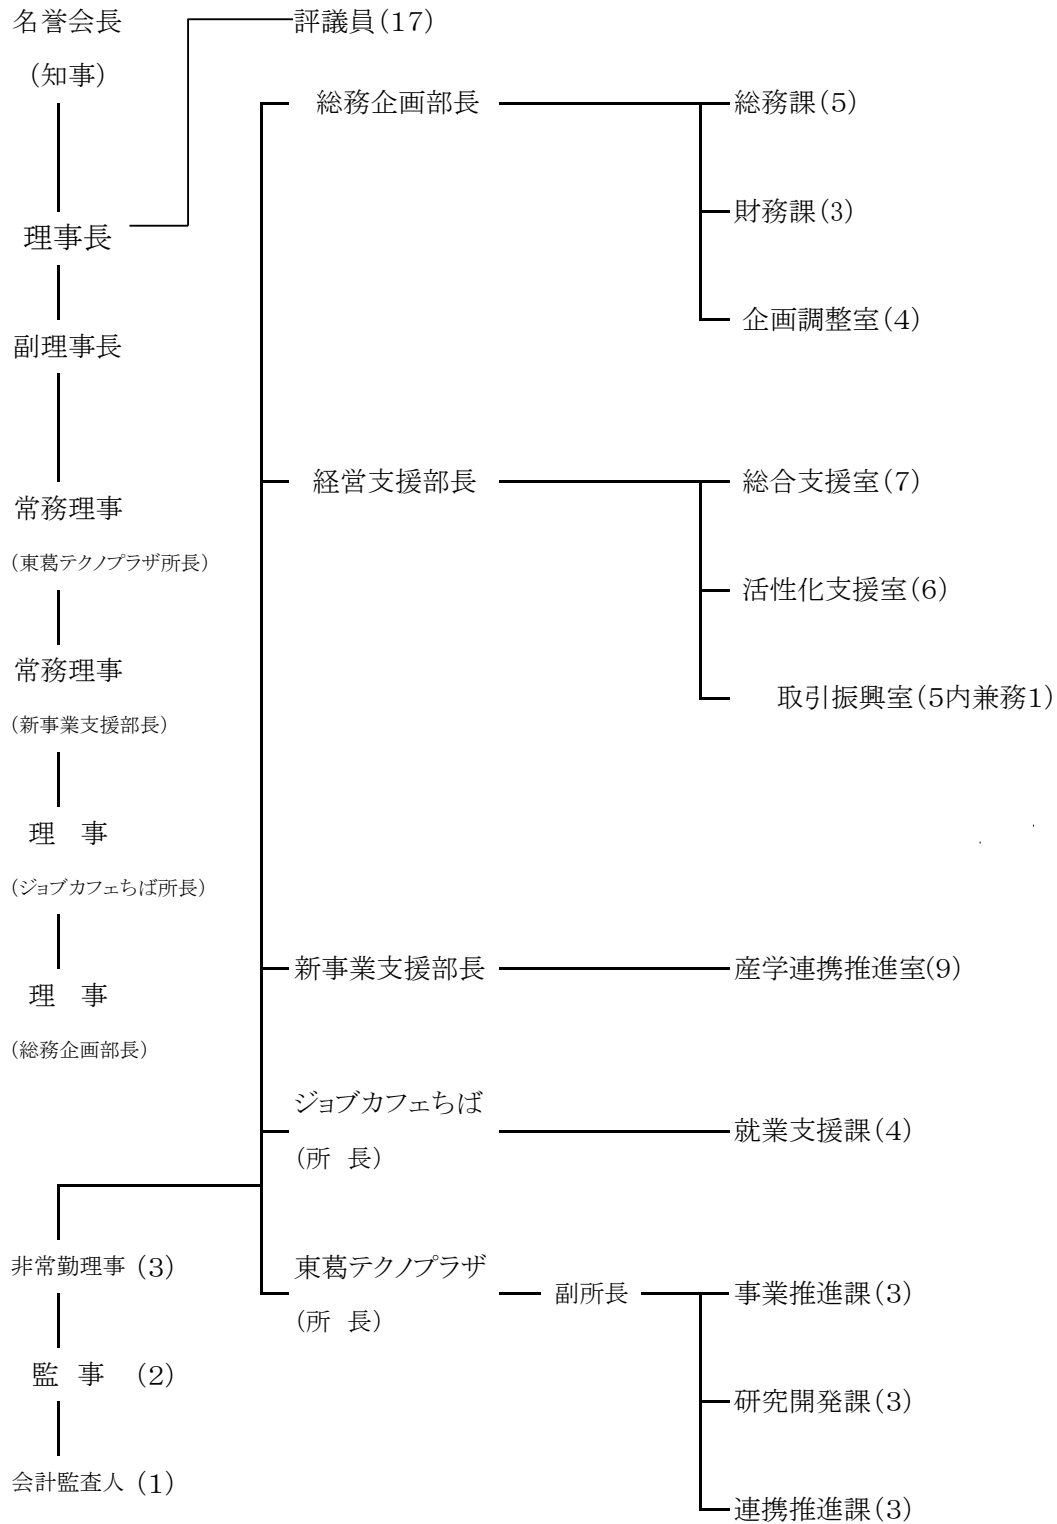 名誉会長
(知事)
理事長
副理事長
常務理事
(東葛テクノプラザ所長)
常務理事
(新事業支援部長)
理　事
(ジョブカフェちば所長)
理　事
(総務企画部長)
非常勤理事 (3)
監　事 (2)
会計監査人 (1)
評議員(17)
総務企画部長
総務課(5)
財務課(3)
企画調整室(4)
経営支援部長
総合支援室(7)
活性化支援室(6)
取引振興室(5内兼務1)
新事業支援部長
産学連携推進室(9)
ジョブカフェちば
(所　長)
就業支援課(4)
東葛テクノプラザ
(所　長)
副所長
事業推進課(3)
研究開発課(3)
連携推進課(3)